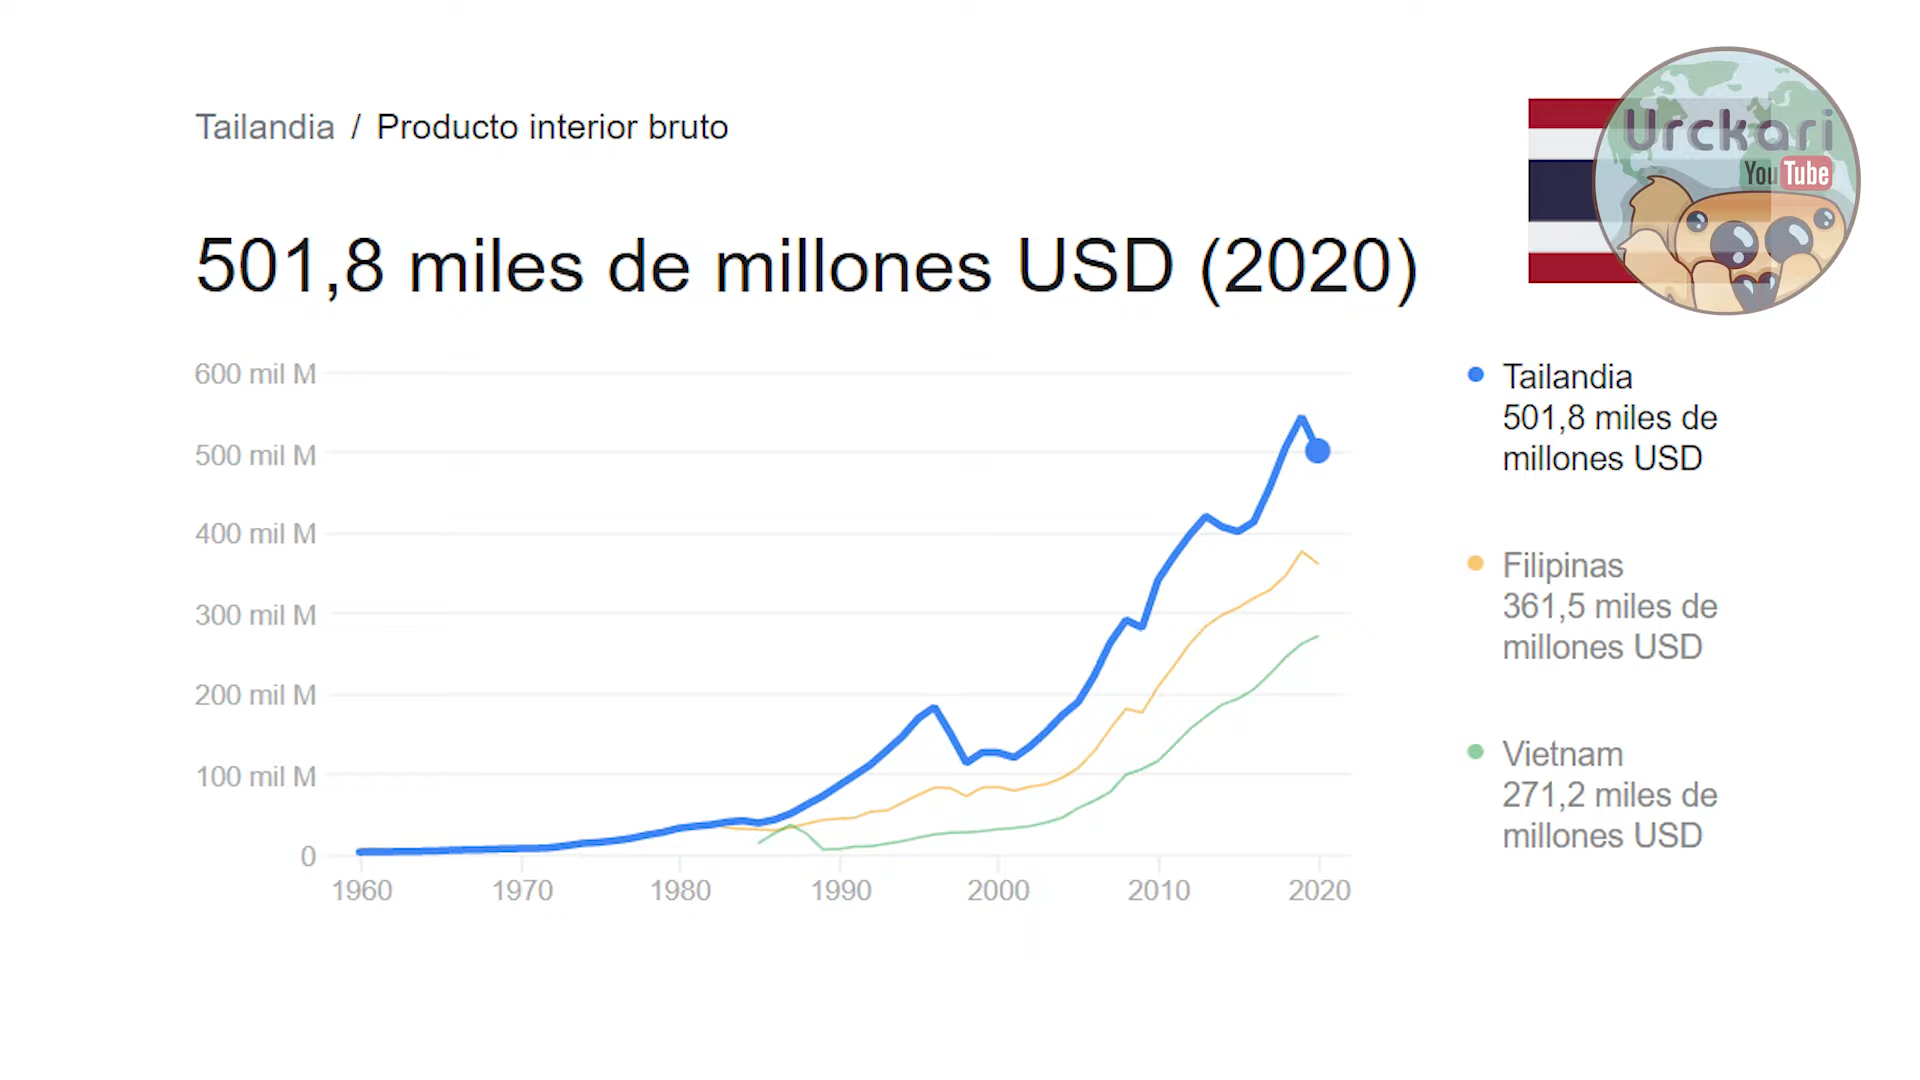 Tailandia / Producto interior bruto
Urckari
YouTube
501,8 miles de millones USD (2020)
600 mil M
500 mil M
400 mil M
300 mil M
200 mil M
100 mil M
0
1960 1970 1980 1990 2000 2010 2020
Tailandia
501,8 miles de
millones USD
Filipinas
361,5 miles de
millones USD
Vietnam
271,2 miles de
millones USD